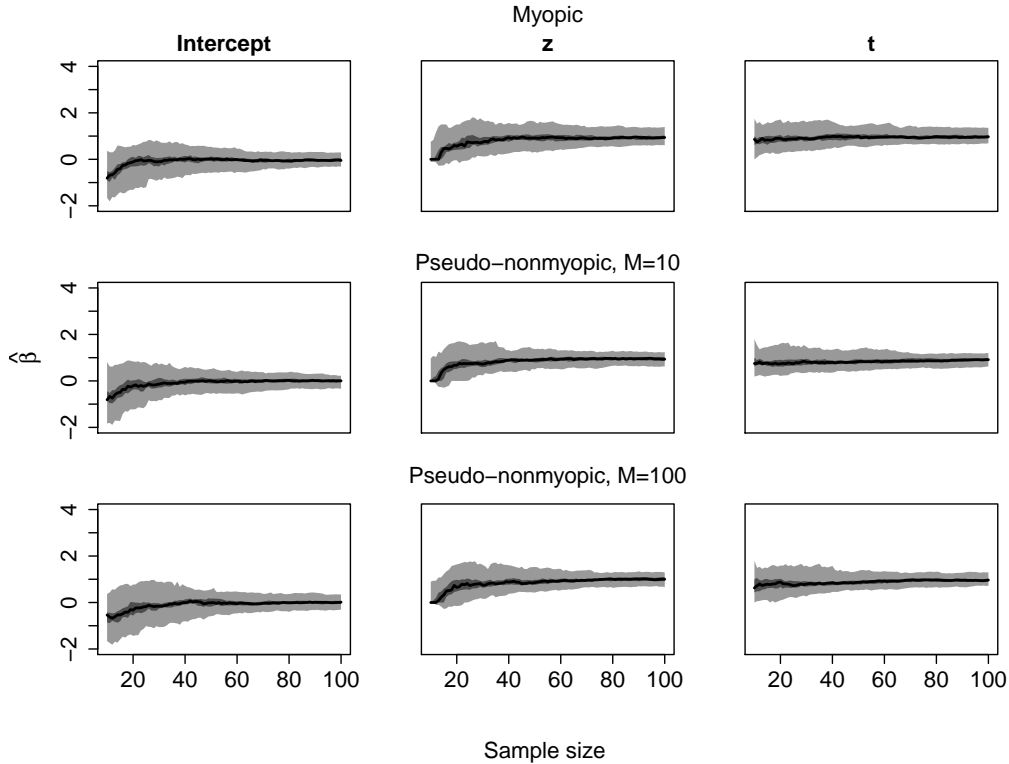 Myopic
Intercept z t
4
2
0
−2
Pseudo−nonmyopic, M=10
4
2
0
−2
β̂
Pseudo−nonmyopic, M=100
4
2
0
−2
20 40 60 80 100 20 40 60 80 100 20 40 60 80 100
Sample size